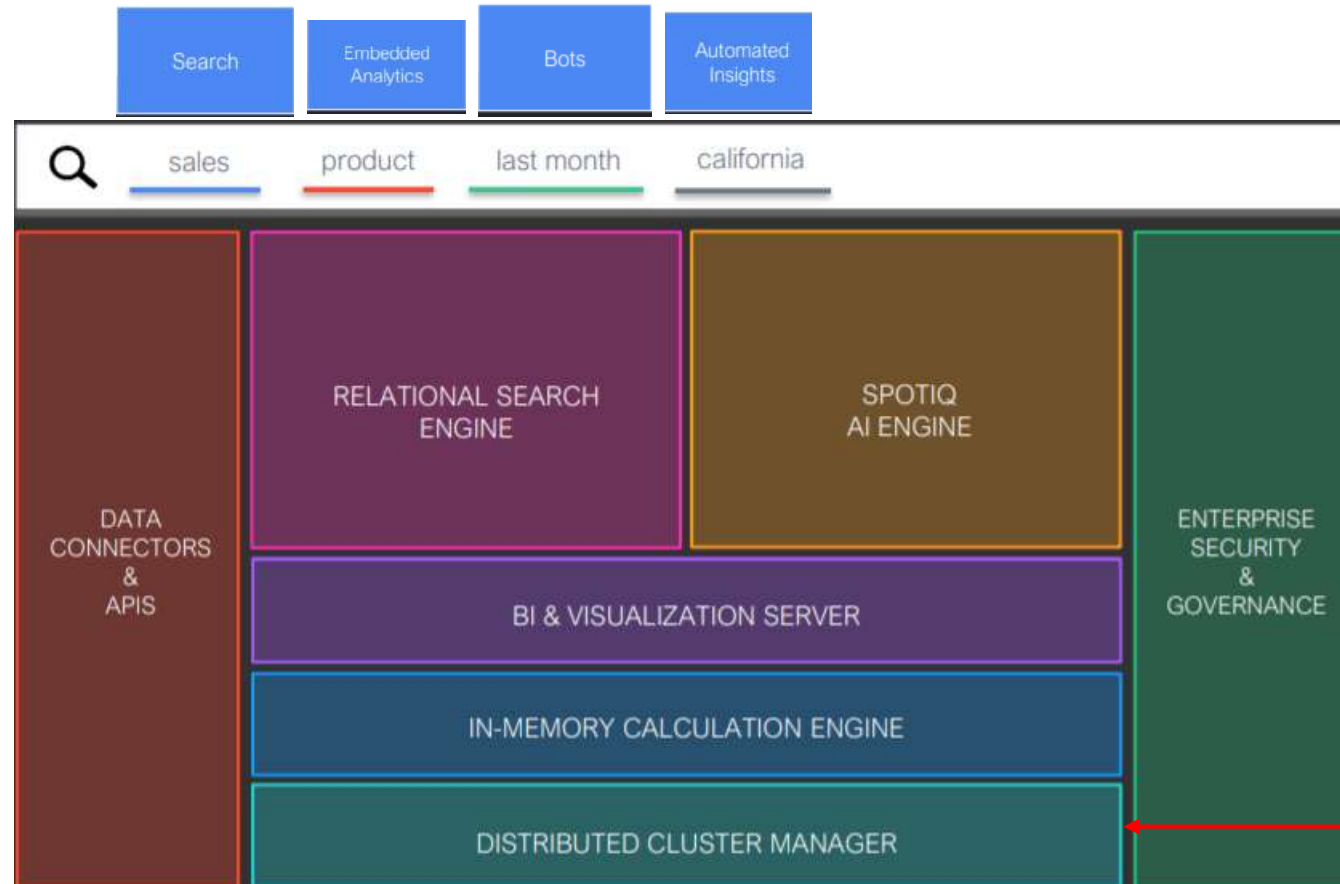 Search
Embedded
Analytics
Bots
Automated
Insights
sales product last month california
RELATIONAL SEARCH
ENGINE
SPOTIQ
AI ENGINE
DATA
CONNECTORS
&
APIS
ENTERPRISE
SECURITY
&
GOVERNANCE
BI & VISUALIZATION SERVER
IN-MEMORY CALCULATION ENGINE
DISTRIBUTED CLUSTER MANAGER